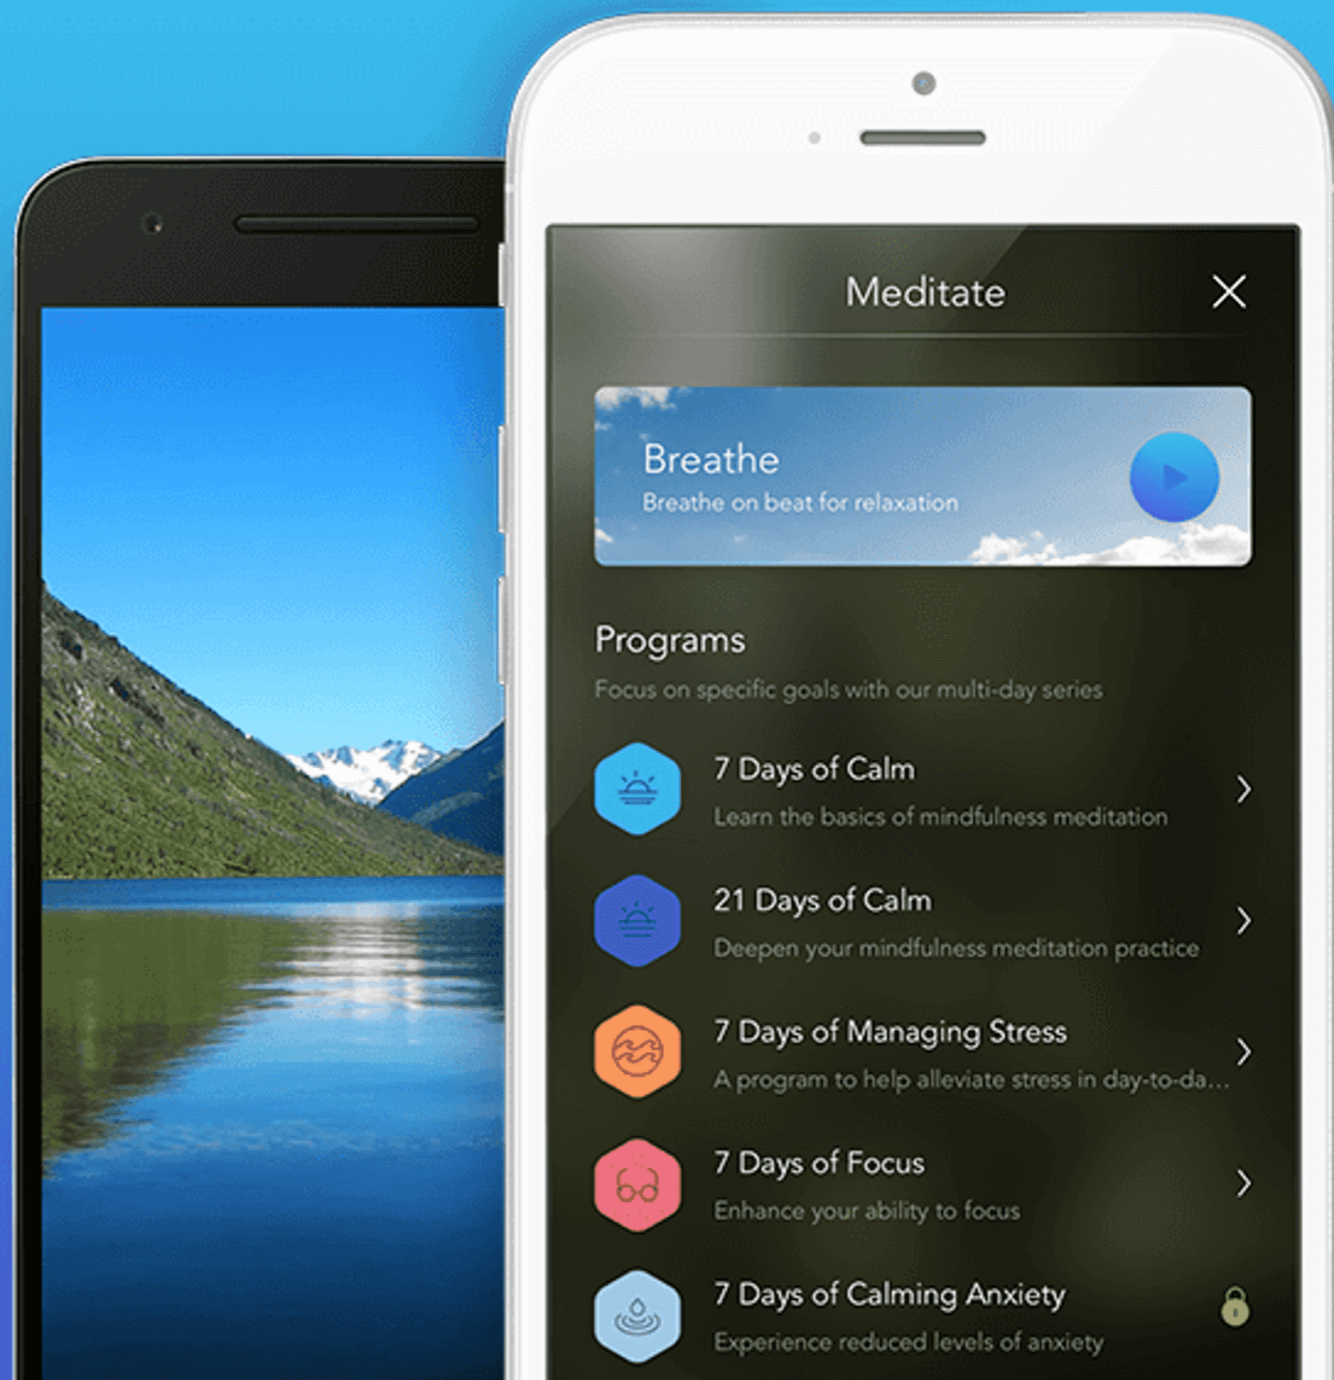 Meditate
Breathe
Breathe on beat for relaxation
Programs
Focus on specific goals with our multi-day series
7 Days of Calm
Learn the basics of mindfulness meditation
21 Days of Calm
Deepen your mindfulness meditation practice
7 Days of Managing Stress
A program to help alleviate stress in day-to-da...
7 Days of Focus
Enhance your ability to focus
7 Days of Calming Anxiety
Experience reduced levels of anxiety